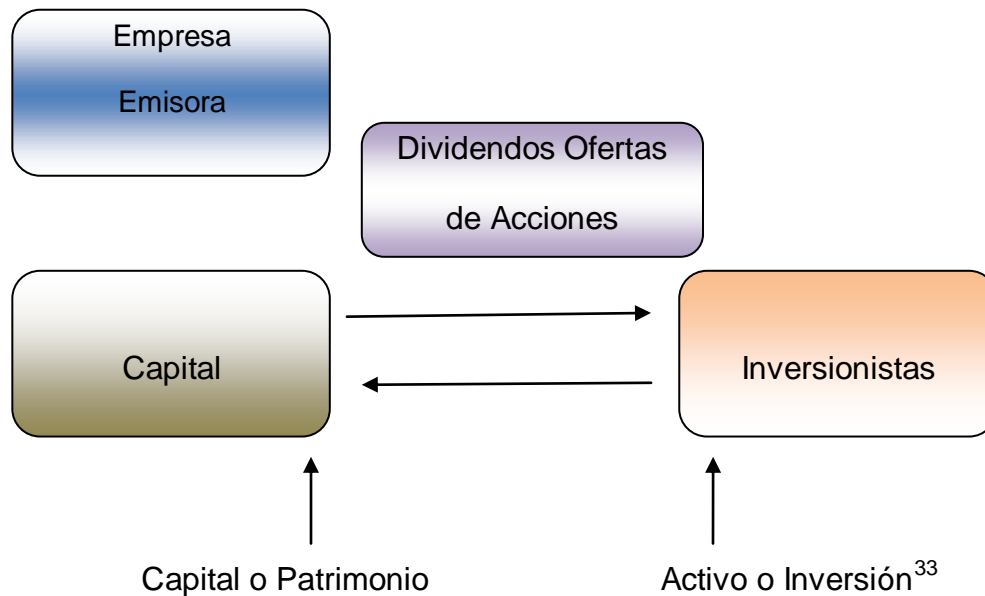 Empresa
Emisora
Dividendos Ofertas
de Acciones
Capital
Inversionistas
Capital o Patrimonio
Activo o Inversión³³